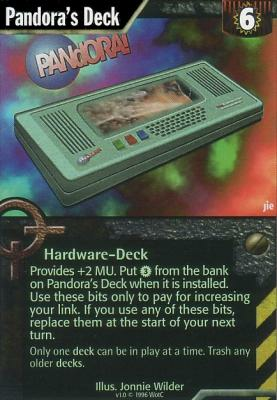 Pandora's Deck
6
PANdORA!
jie
Hardware-Deck
Provides +2 MU. Put 3 from the bank
on Pandora's Deck when it is installed.
Use these bits only to pay for increasing
your link. If you use any of these bits,
replace them at the start of your next
turn.
Only one deck can be in play at a time. Trash any
older decks.
Illus. Jonnie Wilder
v1.0 © 1996 WotC